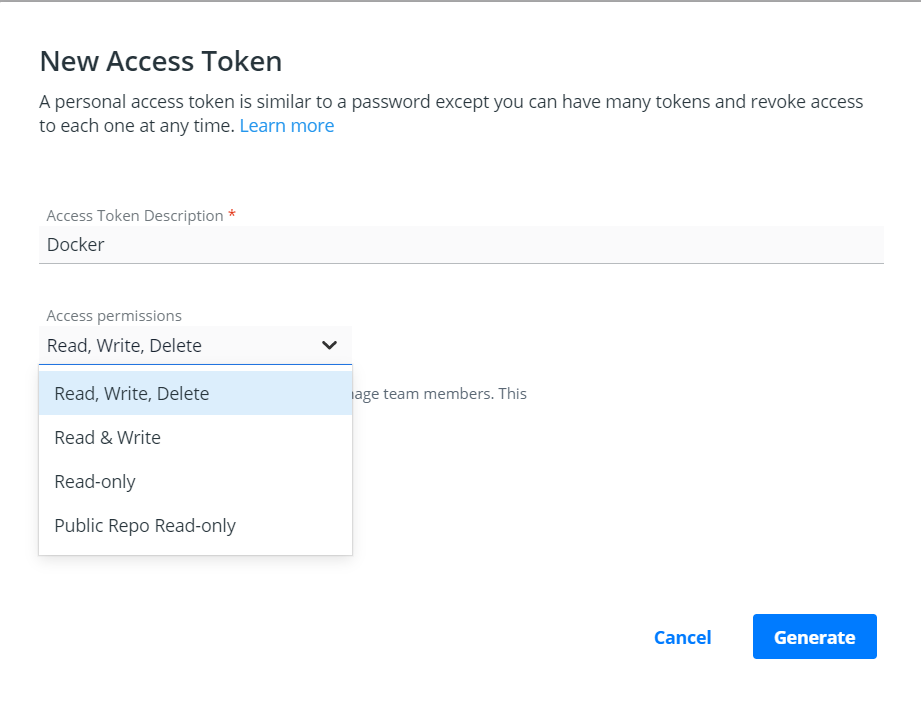 New Access Token
A personal access token is similar to a password except you can have many tokens and revoke access
to each one at any time. Learn more
Access Token Description *
Docker
Access permissions
Read, Write, Delete
Read, Write, Delete
team members. This
Read & Write
Read-only
Public Repo Read-only
Cancel
Generate